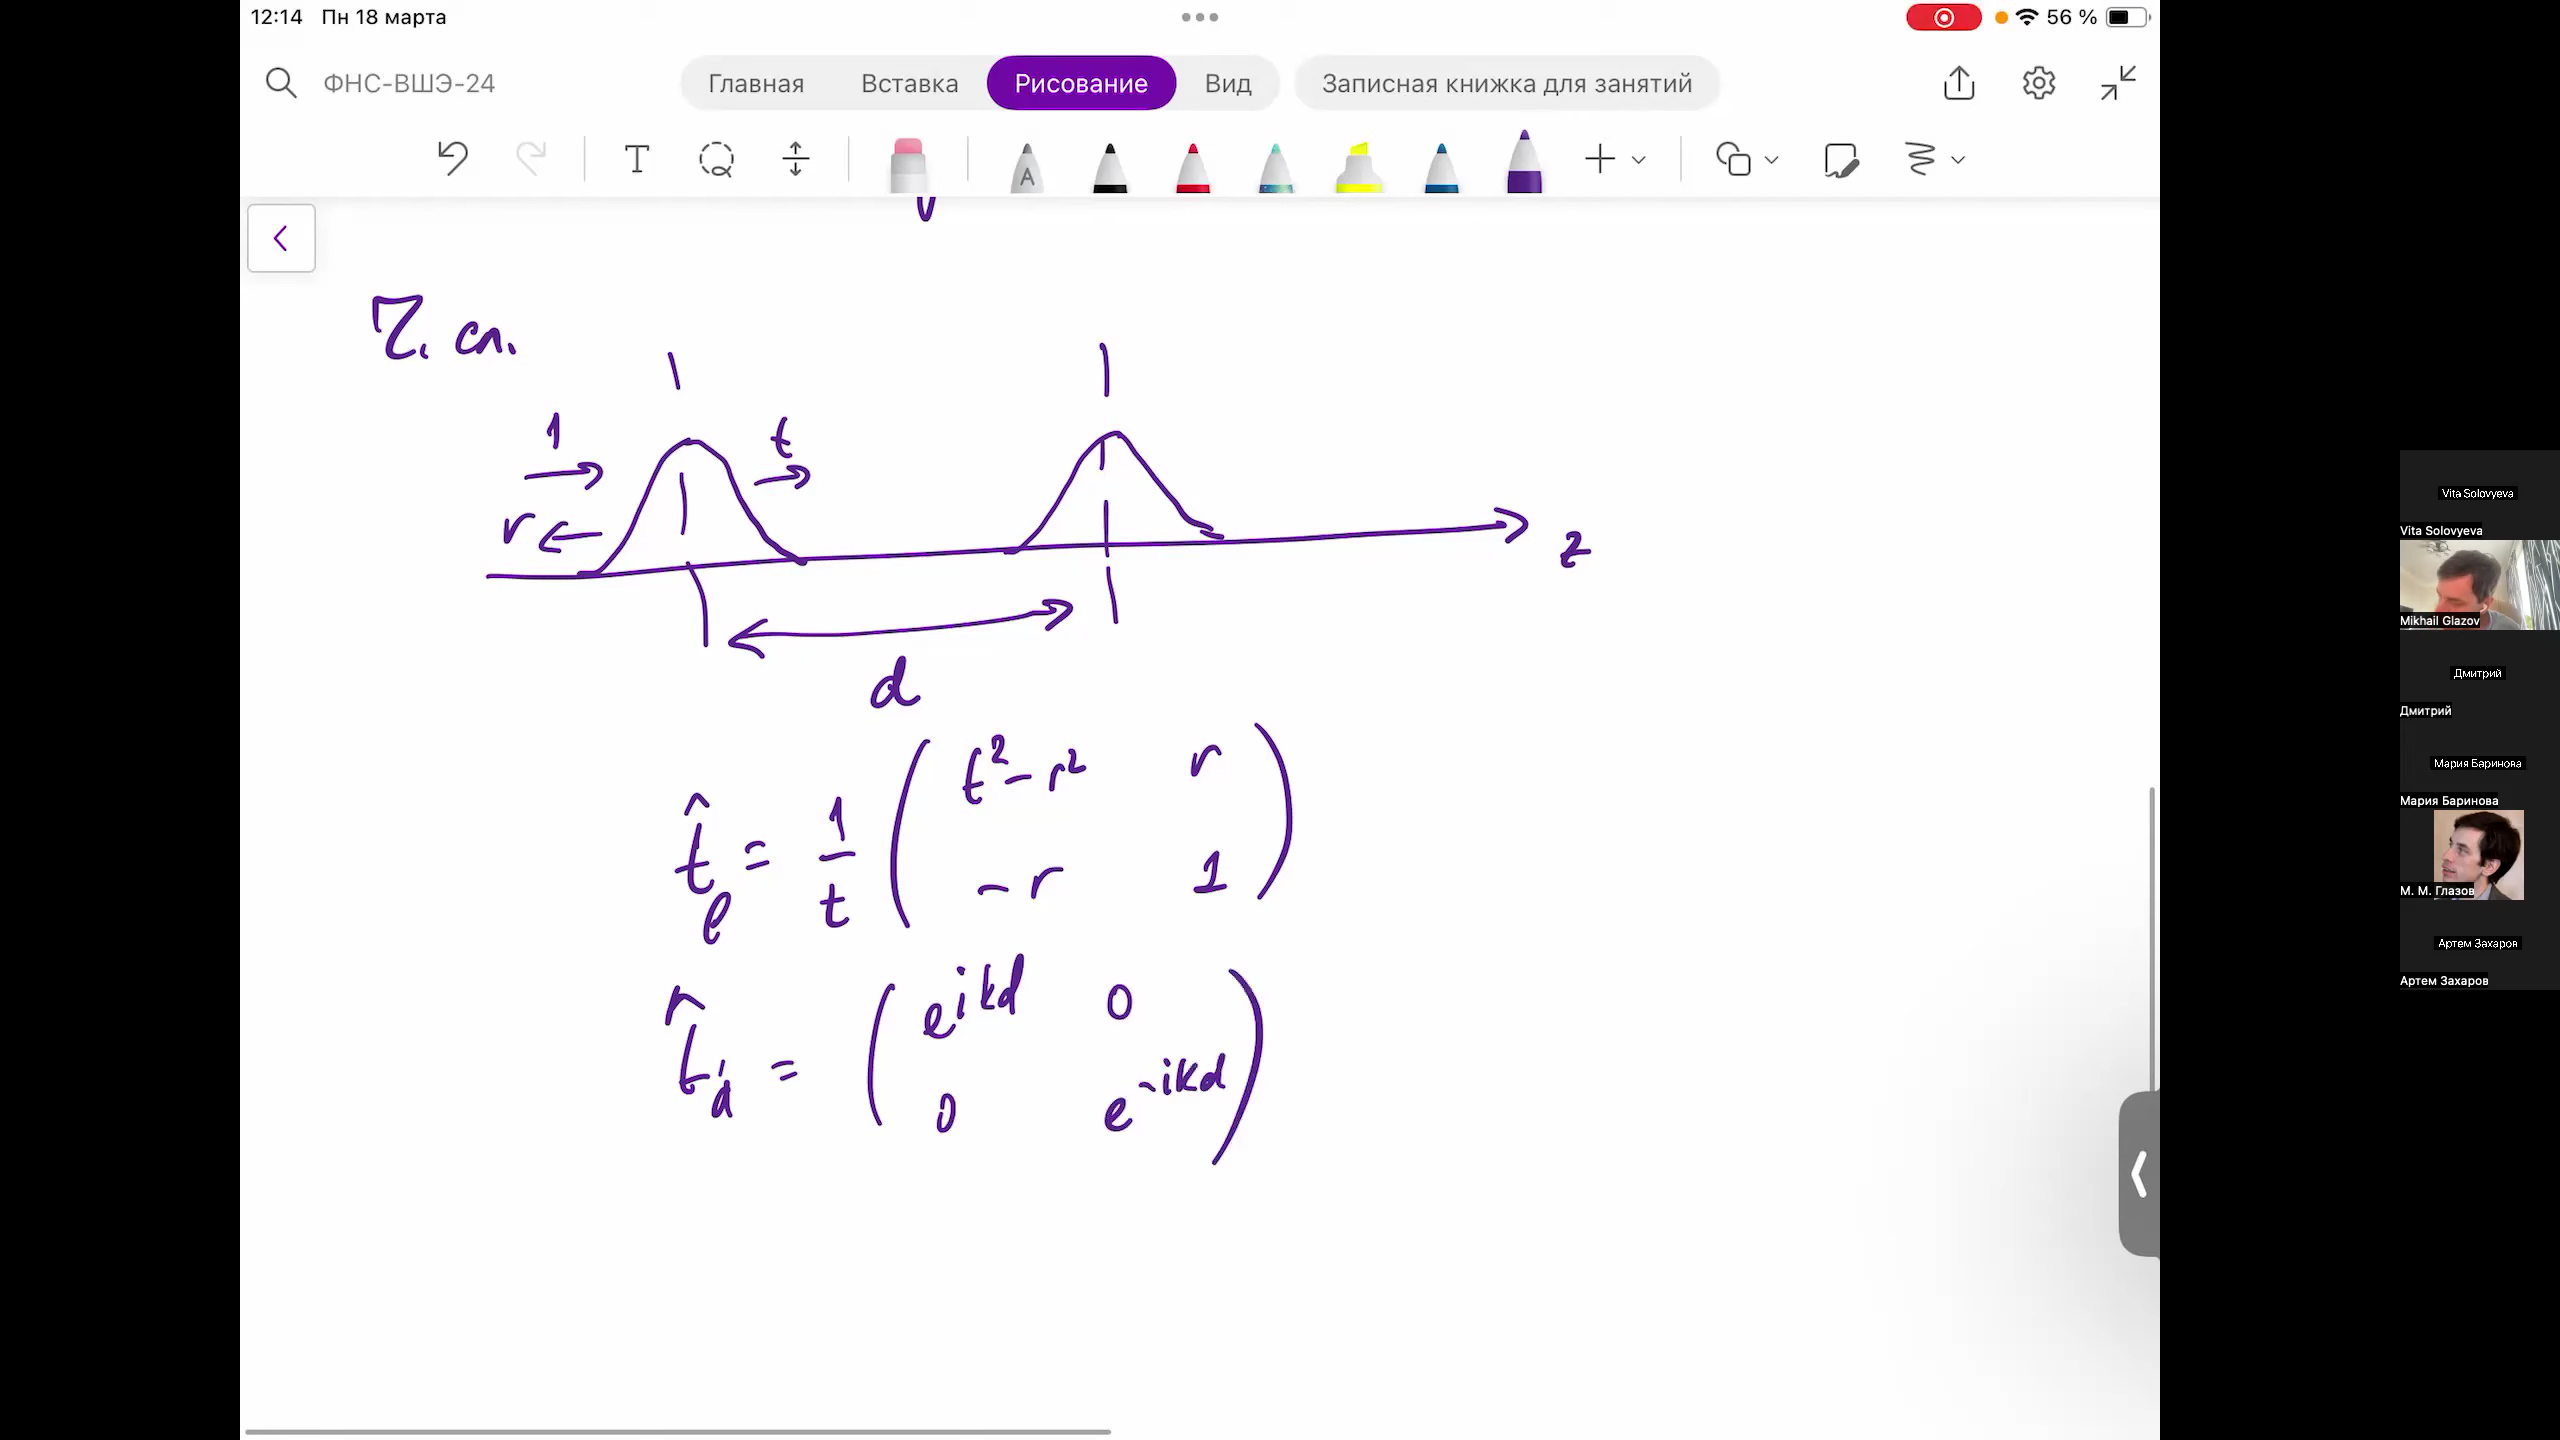 12:14 Пн 18 марта
56 %
ФНС-ВШЭ-24
Главная
Вставка
Рисование
Вид
Записная книжка для занятий
T
A
сл.
1
t
r
z
d
t̂ₑ = 1/t ( t² − r² r
− r 1 )
t̂_d = ( e^{ikd} 0
0 e^{-ikd} )
Vita Solovyeva
Vita Solovyeva
Mikhail Glazov
Дмитрий
Дмитрий
Мария Баринова
Мария Баринова
М. М. Глазов
Артем Захаров
Артем Захаров